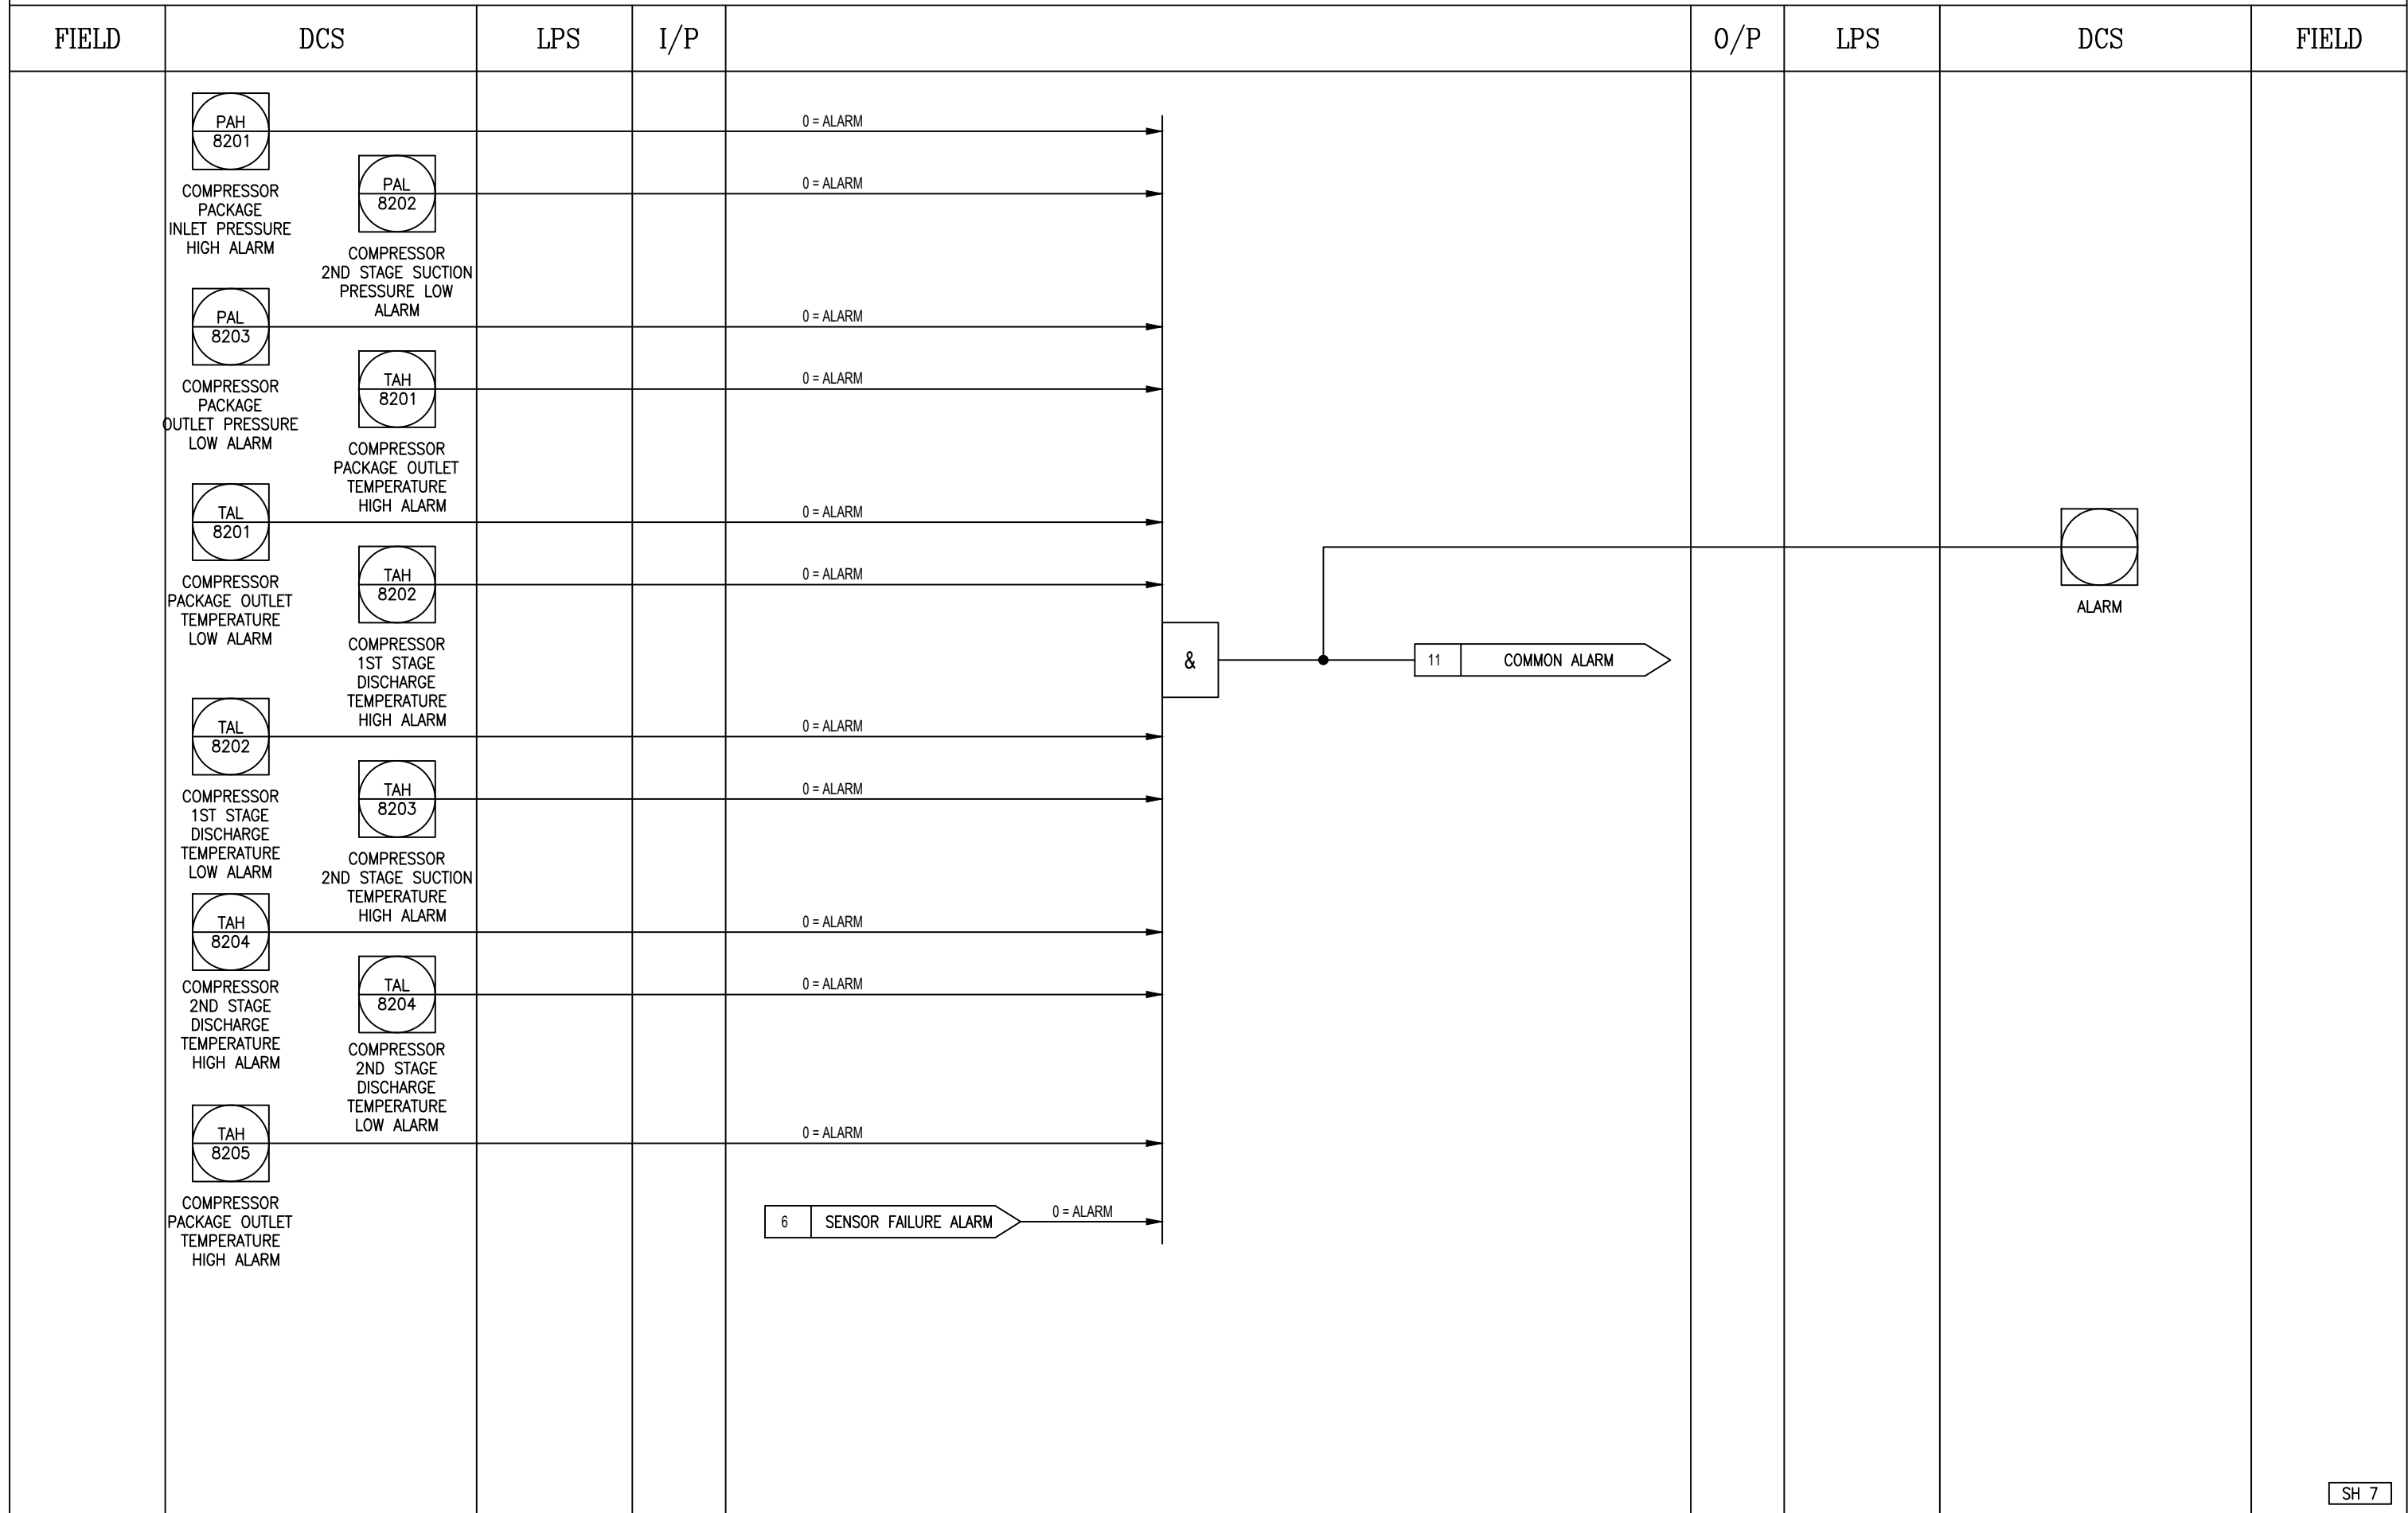 FIELD
DCS
LPS
I/P
O/P
LPS
DCS
FIELD
PAH
8201
COMPRESSOR
PACKAGE
INLET PRESSURE
HIGH ALARM
0 = ALARM
PAL
8202
COMPRESSOR
2ND STAGE SUCTION
PRESSURE LOW
ALARM
0 = ALARM
PAL
8203
COMPRESSOR
PACKAGE
OUTLET PRESSURE
LOW ALARM
0 = ALARM
TAH
8201
COMPRESSOR
PACKAGE OUTLET
TEMPERATURE
HIGH ALARM
0 = ALARM
TAL
8201
COMPRESSOR
PACKAGE OUTLET
TEMPERATURE
LOW ALARM
0 = ALARM
TAH
8202
COMPRESSOR
1ST STAGE
DISCHARGE
TEMPERATURE
HIGH ALARM
0 = ALARM
TAL
8202
COMPRESSOR
1ST STAGE
DISCHARGE
TEMPERATURE
LOW ALARM
0 = ALARM
TAH
8203
COMPRESSOR
2ND STAGE SUCTION
TEMPERATURE
HIGH ALARM
0 = ALARM
TAH
8204
COMPRESSOR
2ND STAGE
DISCHARGE
TEMPERATURE
HIGH ALARM
0 = ALARM
TAL
8204
COMPRESSOR
2ND STAGE
DISCHARGE
TEMPERATURE
LOW ALARM
0 = ALARM
TAH
8205
COMPRESSOR
PACKAGE OUTLET
TEMPERATURE
HIGH ALARM
0 = ALARM
6 SENSOR FAILURE ALARM
0 = ALARM
&
11 COMMON ALARM
ALARM
SH 7